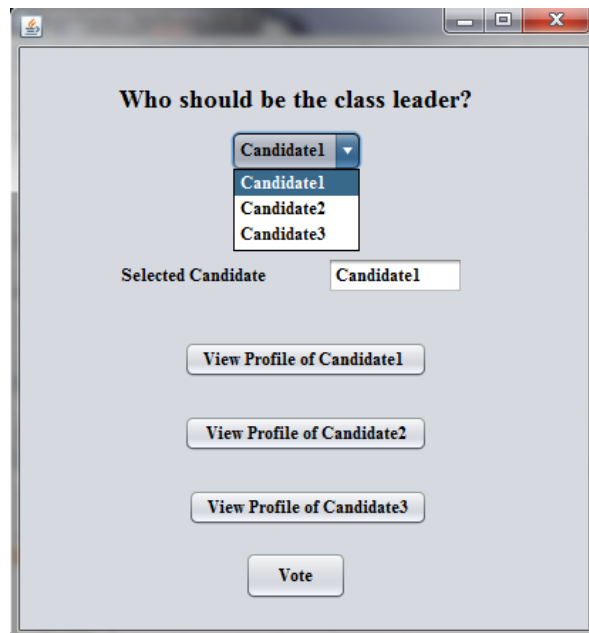 Who should be the class leader?
Candidate1
Candidate1
Candidate2
Candidate3
Selected Candidate Candidate1
View Profile of Candidate1
View Profile of Candidate2
View Profile of Candidate3
Vote